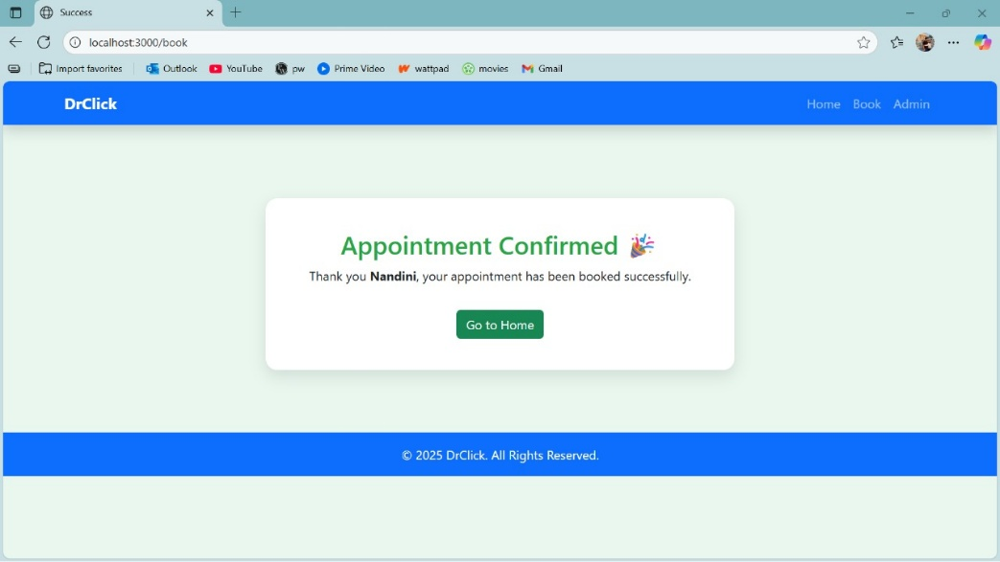 Success
localhost:3000/book
Import favorites Outlook YouTube pw Prime Video wattpad movies Gmail
DrClick Home Book Admin
Appointment Confirmed 🎉
Thank you Nandini, your appointment has been booked successfully.
Go to Home
© 2025 DrClick. All Rights Reserved.